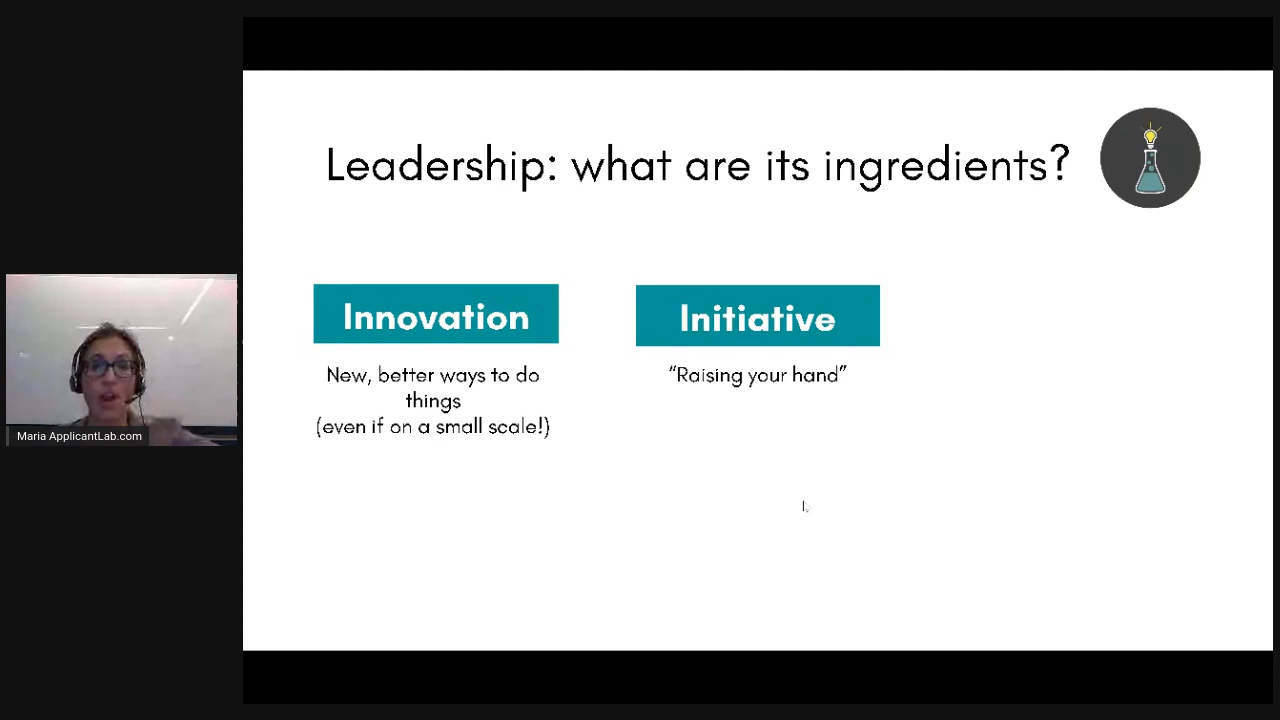 Leadership: what are its ingredients?
Innovation
New, better ways to do
things
(even if on a small scale!)
Initiative
“Raising your hand”
Maria ApplicantLab.com